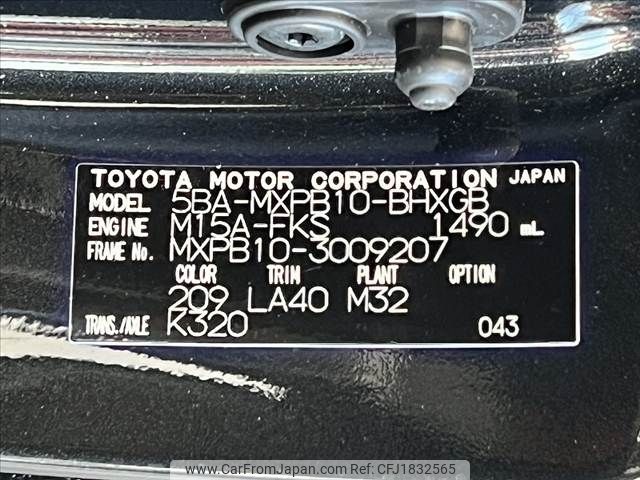 TOYOTA MOTOR CORPORATION JAPAN
MODEL 5BA-MXPB10-BHXGB
ENGINE M15A-FKS 1490 mL
FRAME No. MXPB10-3009207
COLOR TRIM PLANT OPTION
209 LA40 M32
TRANS./AXLE K320 043
www.CarFromJapan.com Ref: CFJ1832565